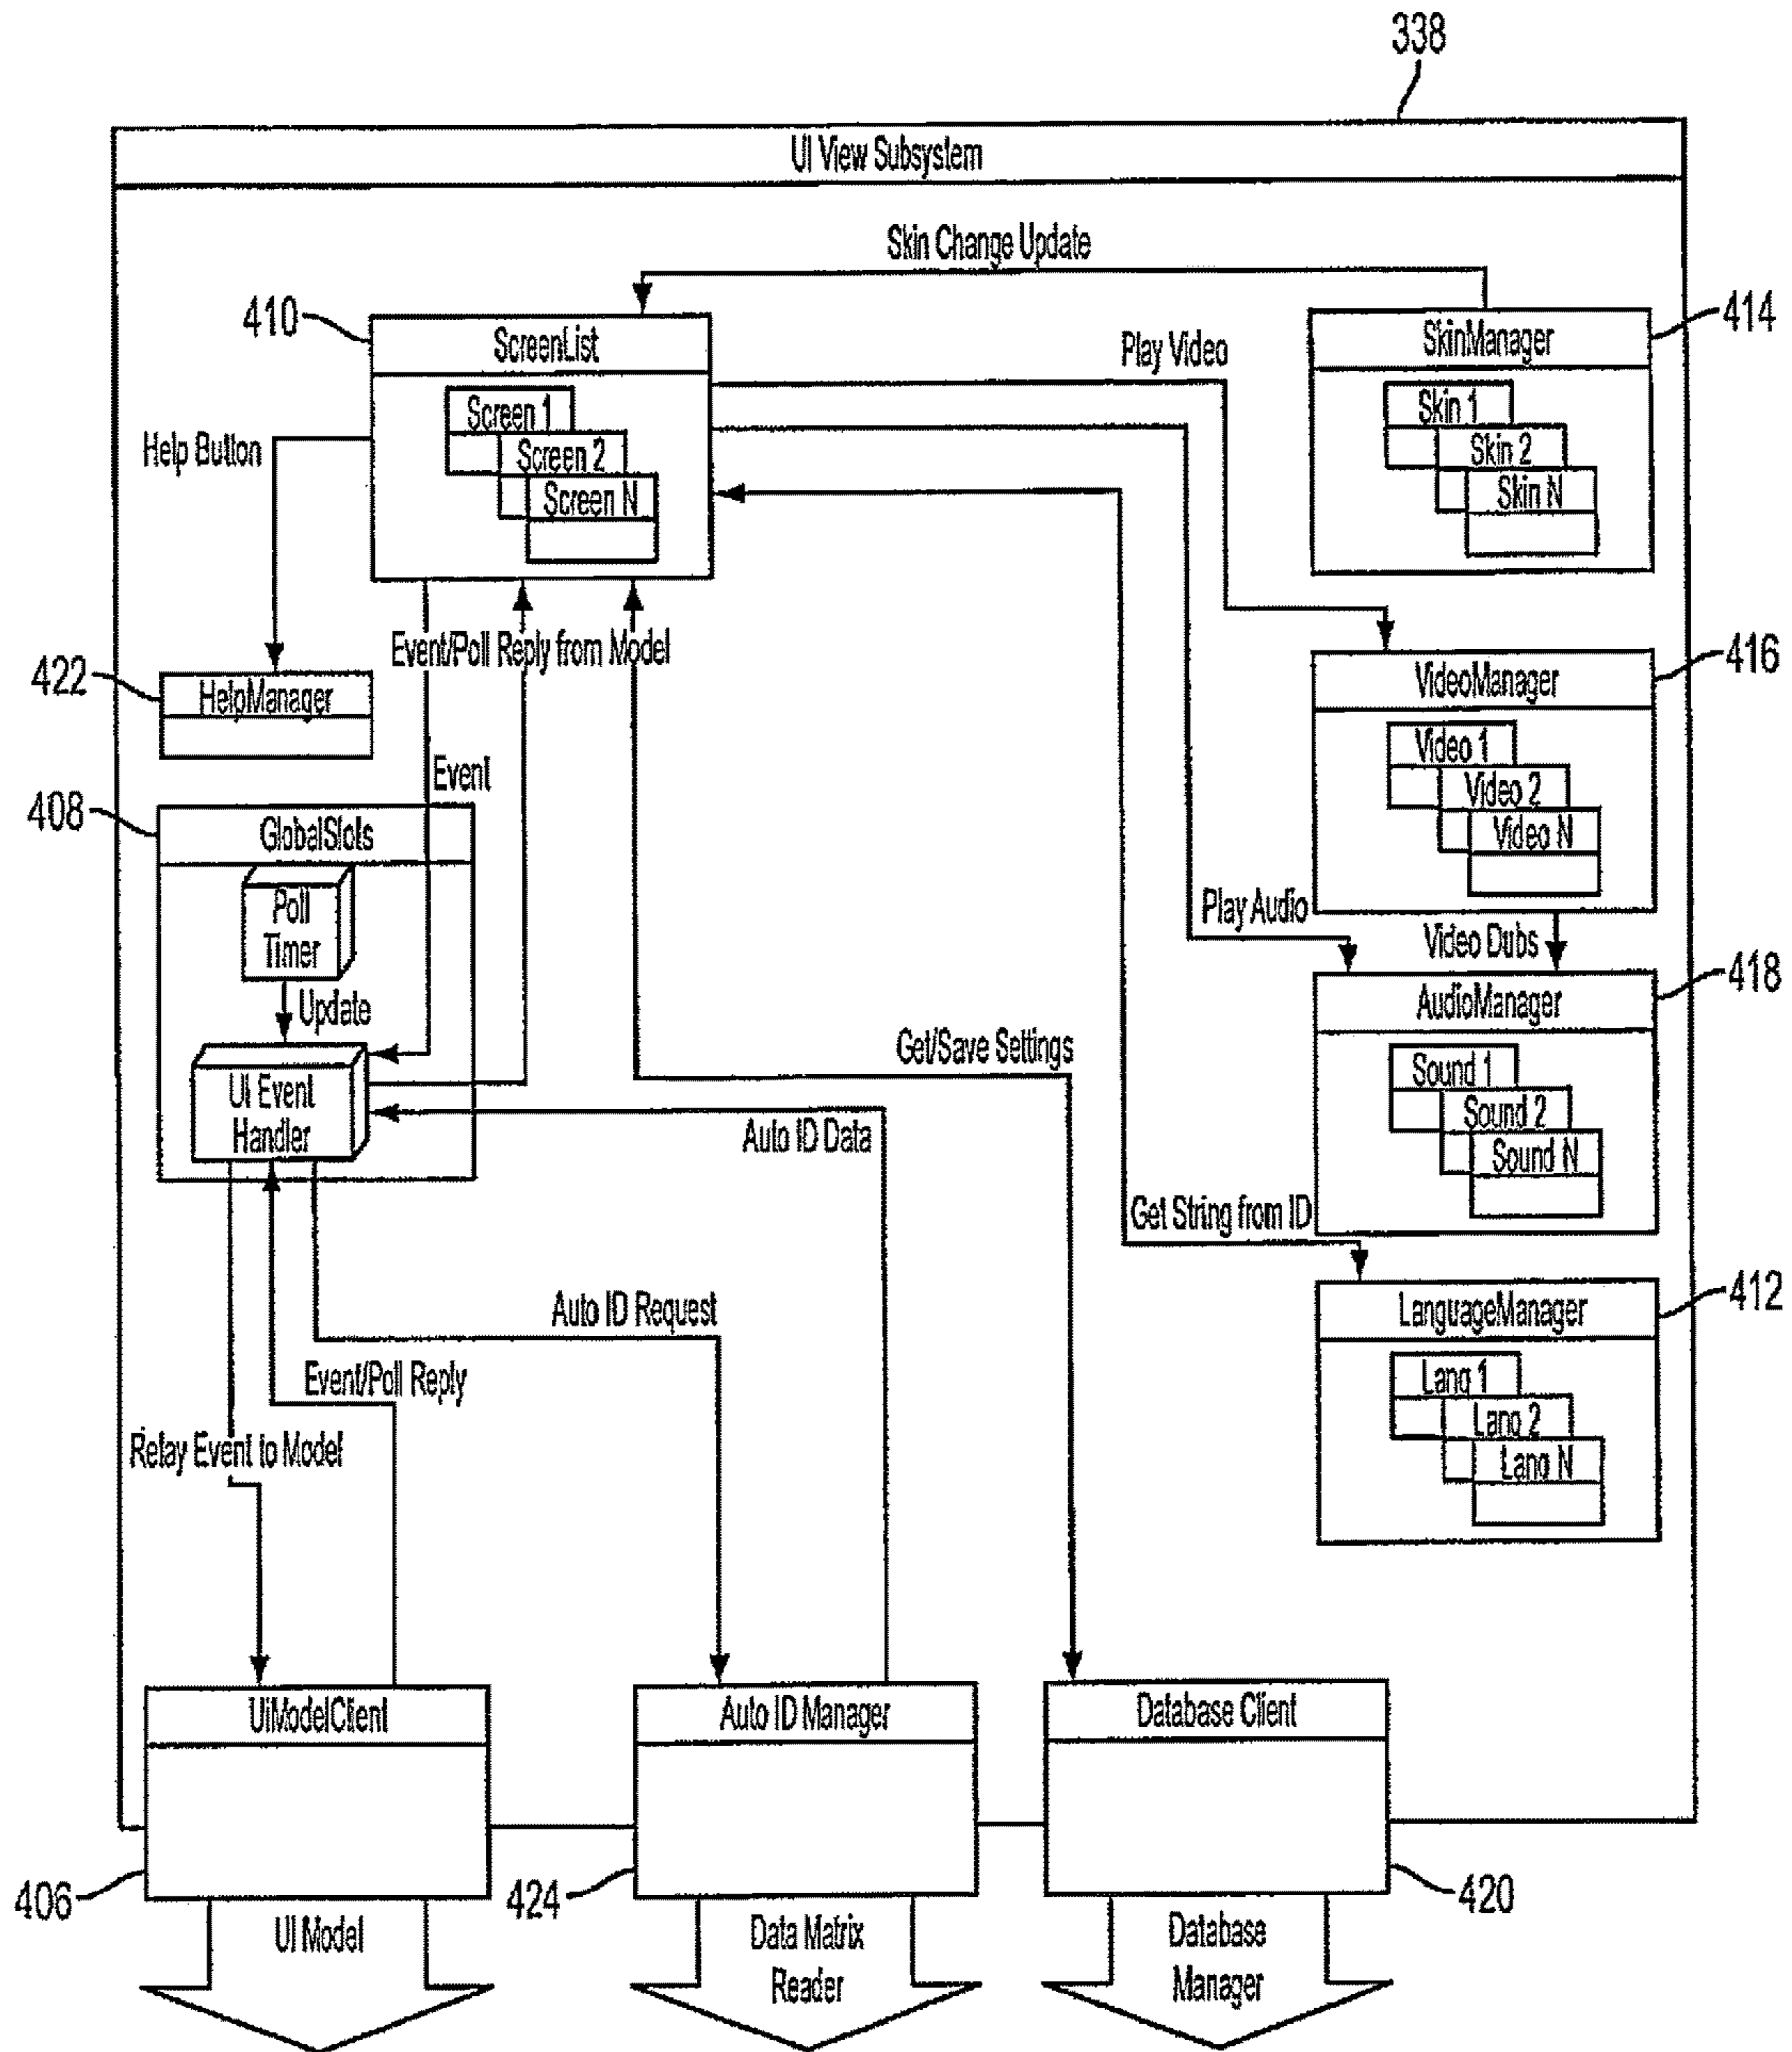 338
UI View Subsystem
Skin Change Update
410
ScreenList
Screen 1
Screen 2
Screen N
Play Video
SkinManager
414
Skin 1
Skin 2
Skin N
Help Button
Event/Poll Reply from Model
422
HelpManager
VideoManager
416
Video 1
Video 2
Video N
Event
408
GlobalSlots
Poll
Timer
Update
Play Audio
Video Dubs
AudioManager
418
Sound 1
Sound 2
Sound N
UI Event
Handler
Get/Save Settings
Auto ID Data
Get String from ID
LanguageManager
412
Lang 1
Lang 2
Lang N
Auto ID Request
Event/Poll Reply
Relay Event to Model
UiModelClient
Auto ID Manager
Database Client
406
424
420
UI Model
Data Matrix
Reader
Database
Manager